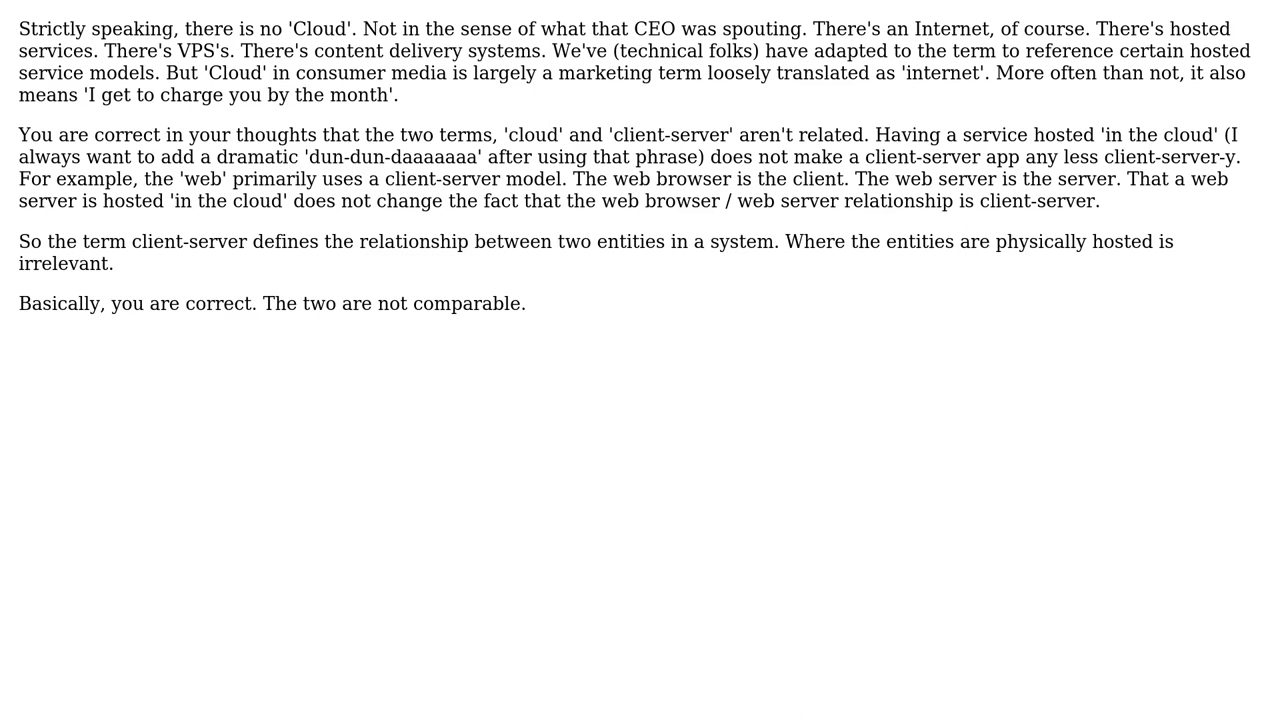 Strictly speaking, there is no 'Cloud'. Not in the sense of what that CEO was spouting. There's an Internet, of course. There's hosted
services. There's VPS's. There's content delivery systems. We've (technical folks) have adapted to the term to reference certain hosted
service models. But 'Cloud' in consumer media is largely a marketing term loosely translated as 'internet'. More often than not, it also
means 'I get to charge you by the month'.
You are correct in your thoughts that the two terms, 'cloud' and 'client-server' aren't related. Having a service hosted 'in the cloud' (I
always want to add a dramatic 'dun-dun-daaaaaaa' after using that phrase) does not make a client-server app any less client-server-y.
For example, the 'web' primarily uses a client-server model. The web browser is the client. The web server is the server. That a web
server is hosted 'in the cloud' does not change the fact that the web browser / web server relationship is client-server.
So the term client-server defines the relationship between two entities in a system. Where the entities are physically hosted is
irrelevant.
Basically, you are correct. The two are not comparable.